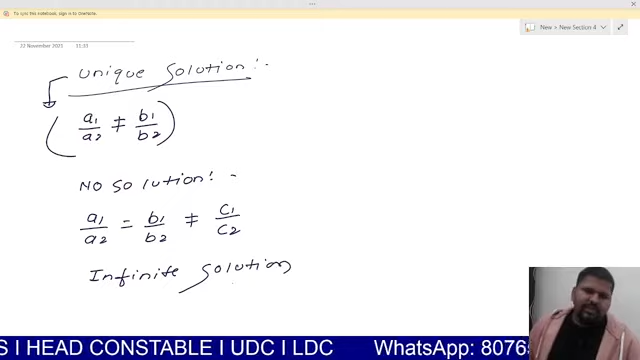 To sync this notebook, sign in to OneNote.
New > New Section-4
22 November 2021 11:33
Unique Solution:-
( a1/a2 ≠ b1/b2 )
NO Solution:-
a1/a2 = b1/b2 ≠ c1/c2
Infinite Solution
S I HEAD CONSTABLE I UDC I LDC WhatsApp: 8076